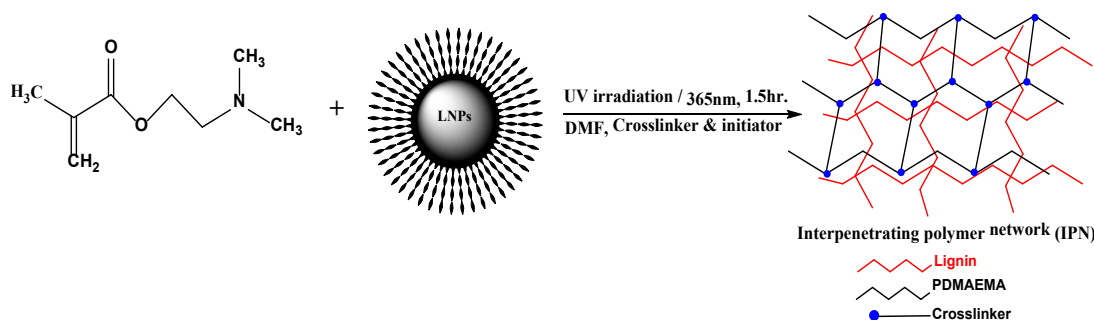 O
H₃C
O
CH₂
N
CH₃
CH₃
+
LNPs
UV irradiation / 365nm, 1.5hr.
DMF, Crosslinker & initiator
Interpenetrating polymer network (IPN)
Lignin
PDMAEMA
Crosslinker